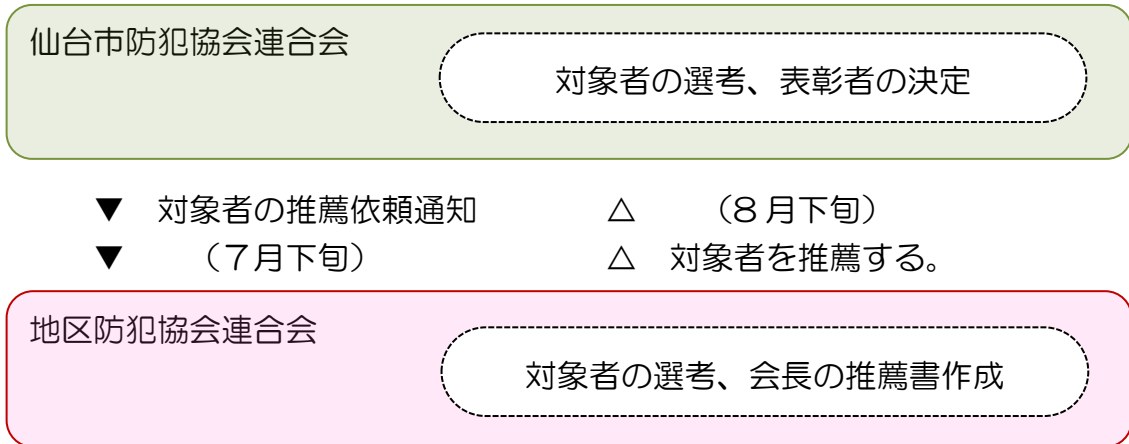 仙台市防犯協会連合会
対象者の選考、表彰者の決定
▼ 対象者の推薦依頼通知 △ (8月下旬)
▼ (7月下旬) △ 対象者を推薦する。
地区防犯協会連合会
対象者の選考、会長の推薦書作成